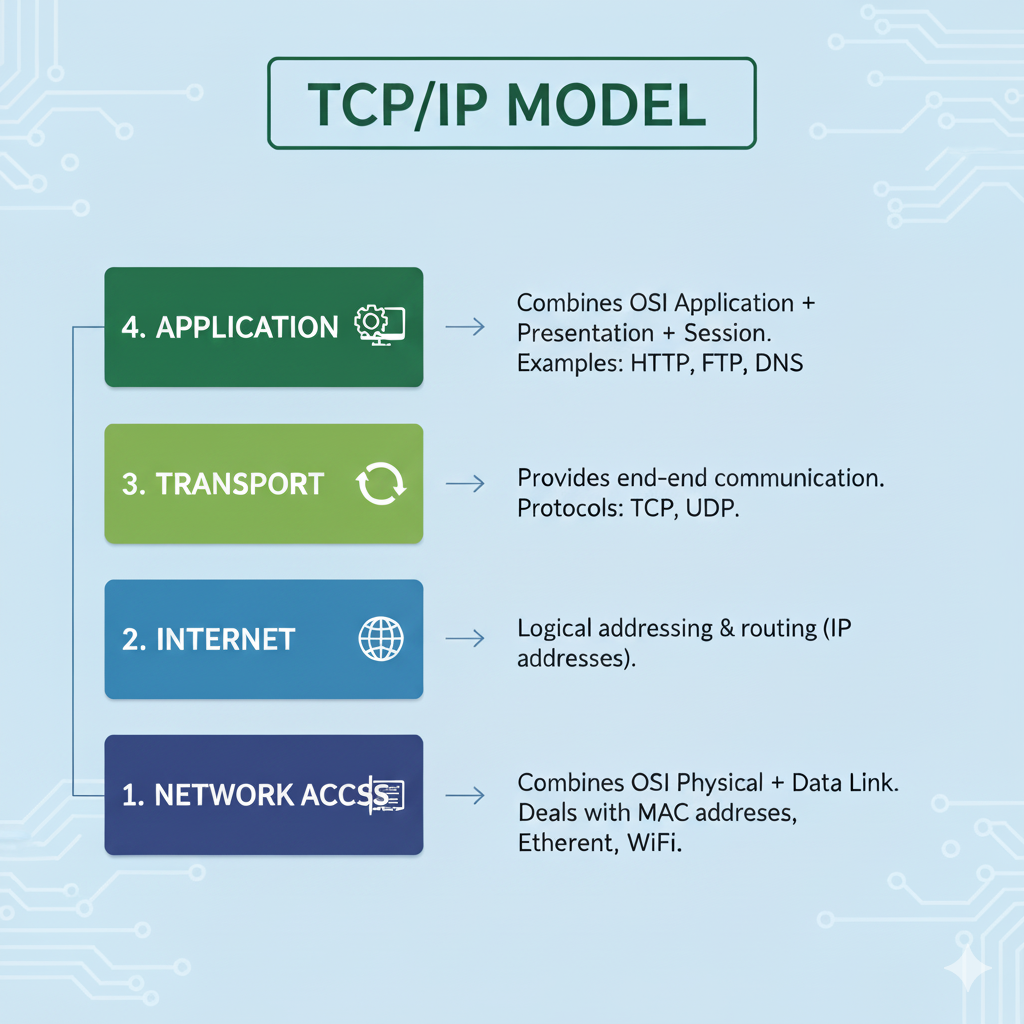 TCP/IP MODEL
4. APPLICATION
Combines OSI Application +
Presentation + Session.
Examples: HTTP, FTP, DNS
3. TRANSPORT
Provides end-end communication.
Protocols: TCP, UDP.
2. INTERNET
Logical addressing & routing (IP
addresses).
1. NETWORK ACCSS
Combines OSI Physical + Data Link.
Deals with MAC addreses,
Etherent, WiFi.